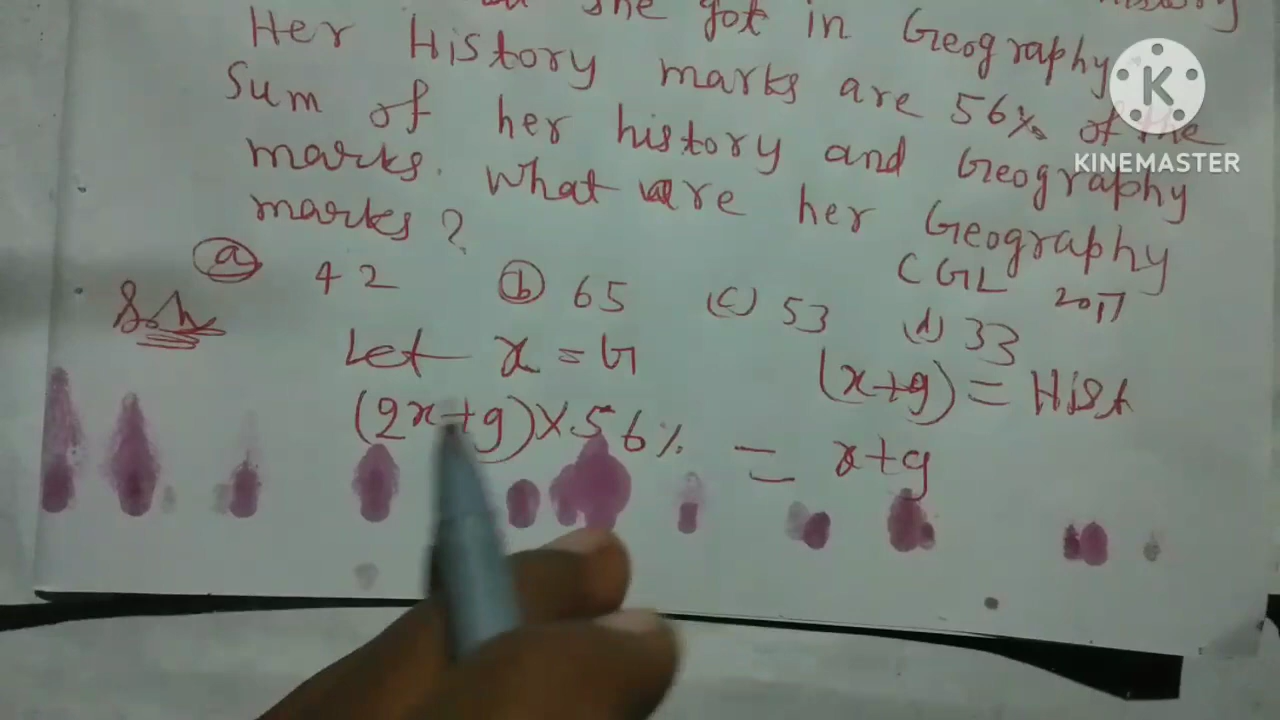 she got in Geography
Her History marks are 56% of the
Sum of her history and Geography
marks. What are her Geography
marks?
CGL 2017
(a) 42 (b) 65 (c) 53 (d) 33
Soln
Let x = G (x+9) = Hist
(2x+9)×56% = x+9
K
KINEMASTER